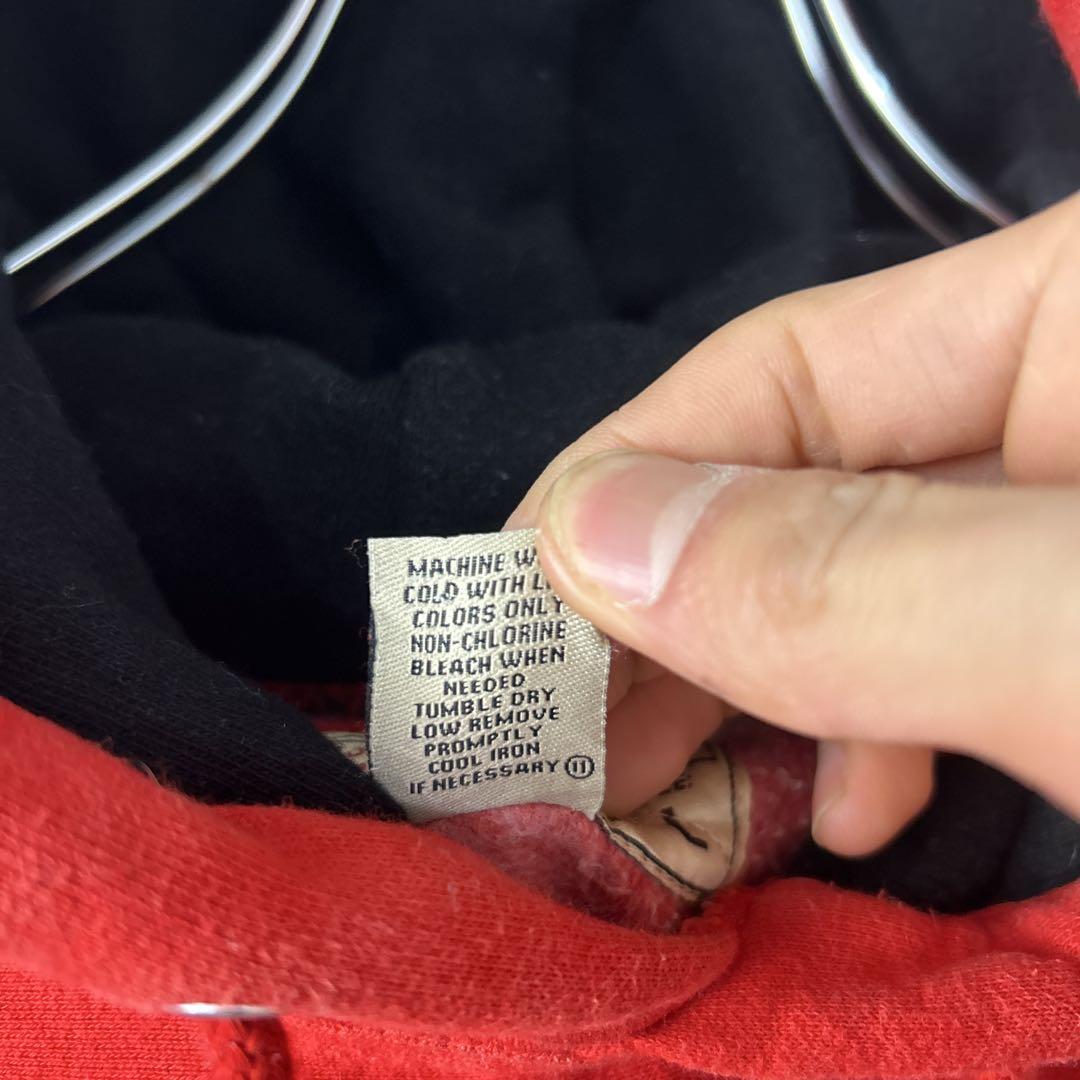 MACHINE
COLD WITH
COLORS ONLY
NON-CHLORINE
BLEACH WHEN
NEEDED
TUMBLE DRY
LOW REMOVE
PROMPTLY
COOL IRON
IF NECESSARY 11